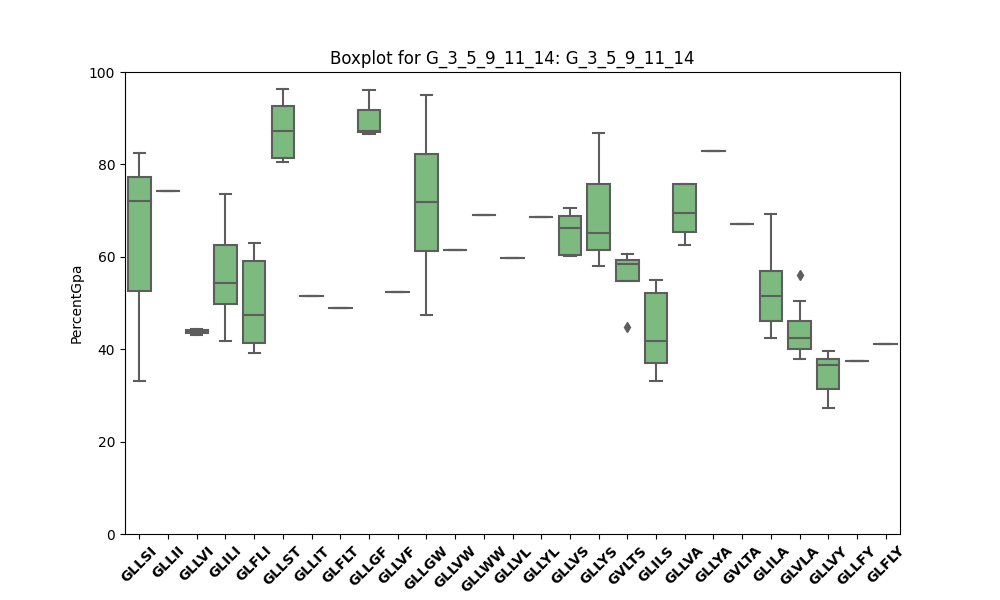 Boxplot for G_3_5_9_11_14: G_3_5_9_11_14
PercentGpa
100
80
60
40
20
0
GLLSI GLLII GLLVI GLILI GLFLI GLLST GLLIT GLFLT GLLGF GLLVF GLLGW GLLVW GLLWW GLLVL GLLYL GLLVS GLLYS GVLTS GLILS GLLVA GLLYA GVLTA GLILA GLVLA GLLVY GLLFY GLFLY